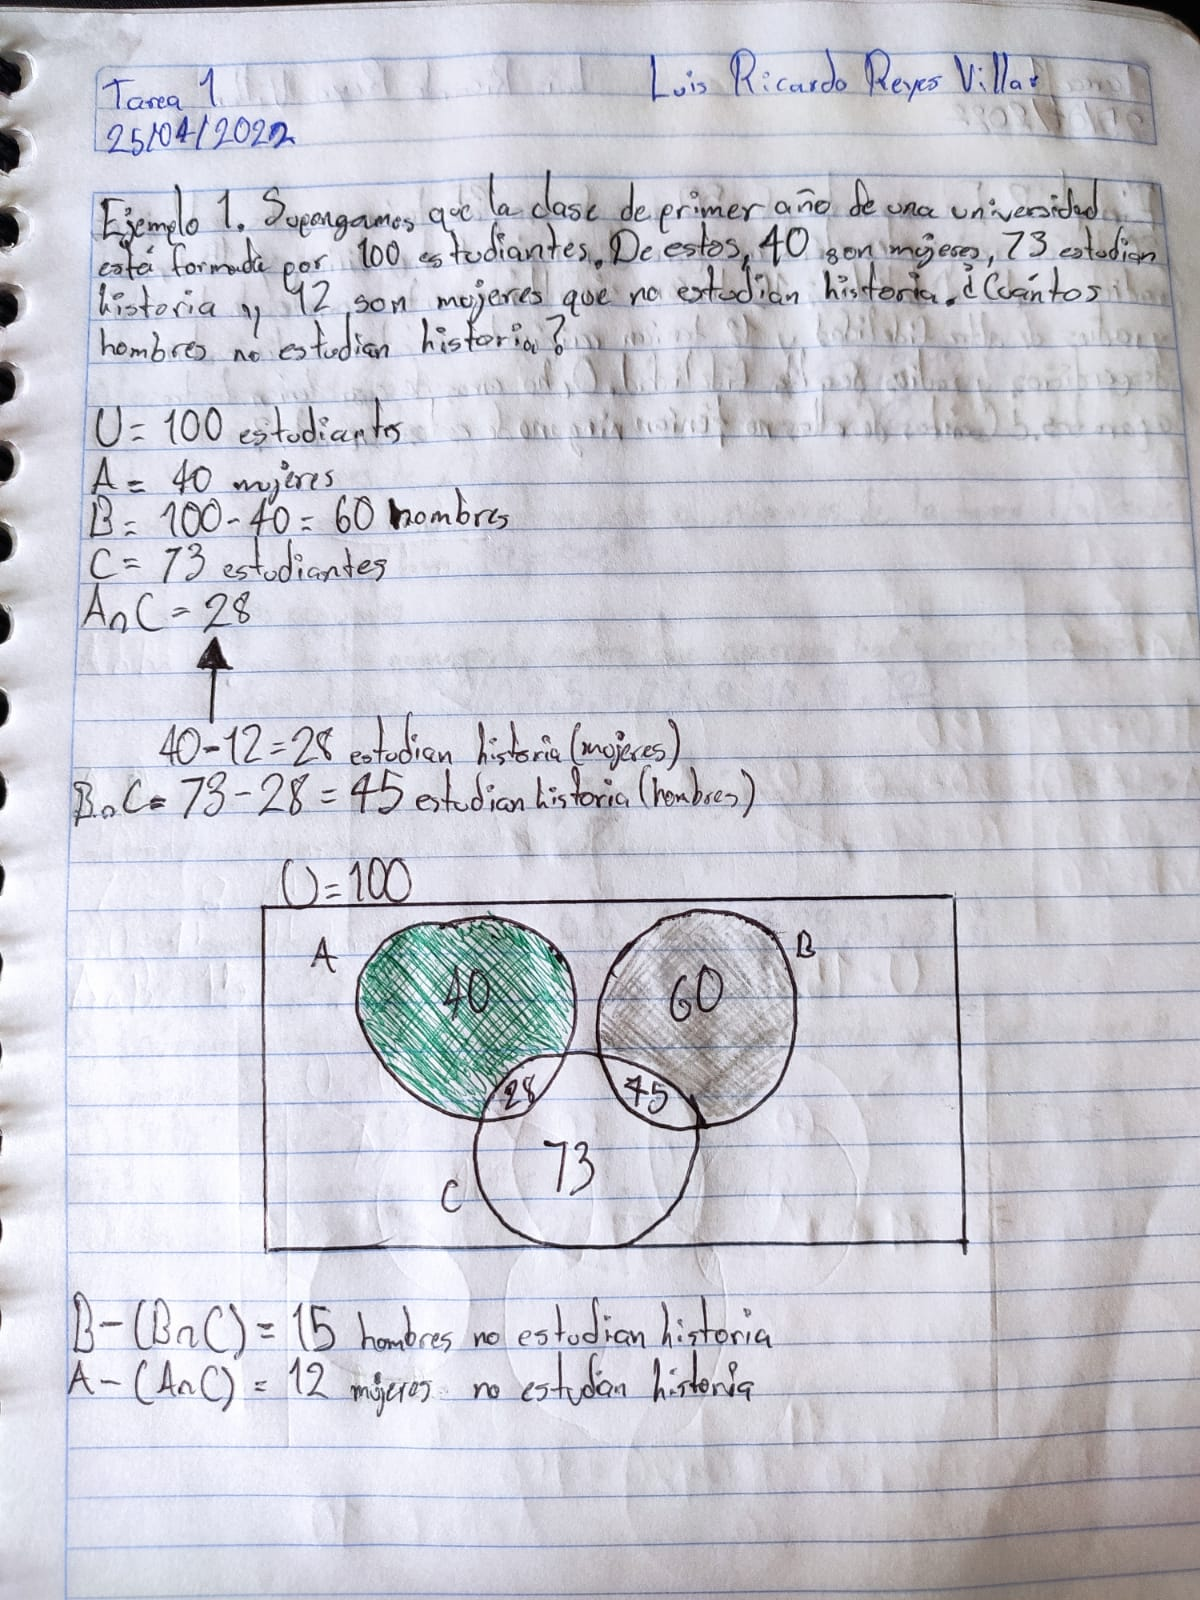 Tarea 1
Luis Ricardo Reyes Villar
25/04/2022
Ejemplo 1. Supongamos que la clase de primer año de una universidad
está formada por 100 estudiantes. De estos, 40 son mujeres, 73 estudian
historia y 12 son mujeres que no estudian historia. ¿Cuántos
hombres no estudian historia?
U = 100 estudiantes
A = 40 mujeres
B = 100 - 40 = 60 hombres
C = 73 estudiantes
A∩C = 28
40 - 12 = 28 estudian historia (mujeres)
B∩C = 73 - 28 = 45 estudian historia (hombres)
U = 100
A
B
40
60
28
45
73
C
B - (B∩C) = 15 hombres no estudian historia
A - (A∩C) = 12 mujeres no estudian historia